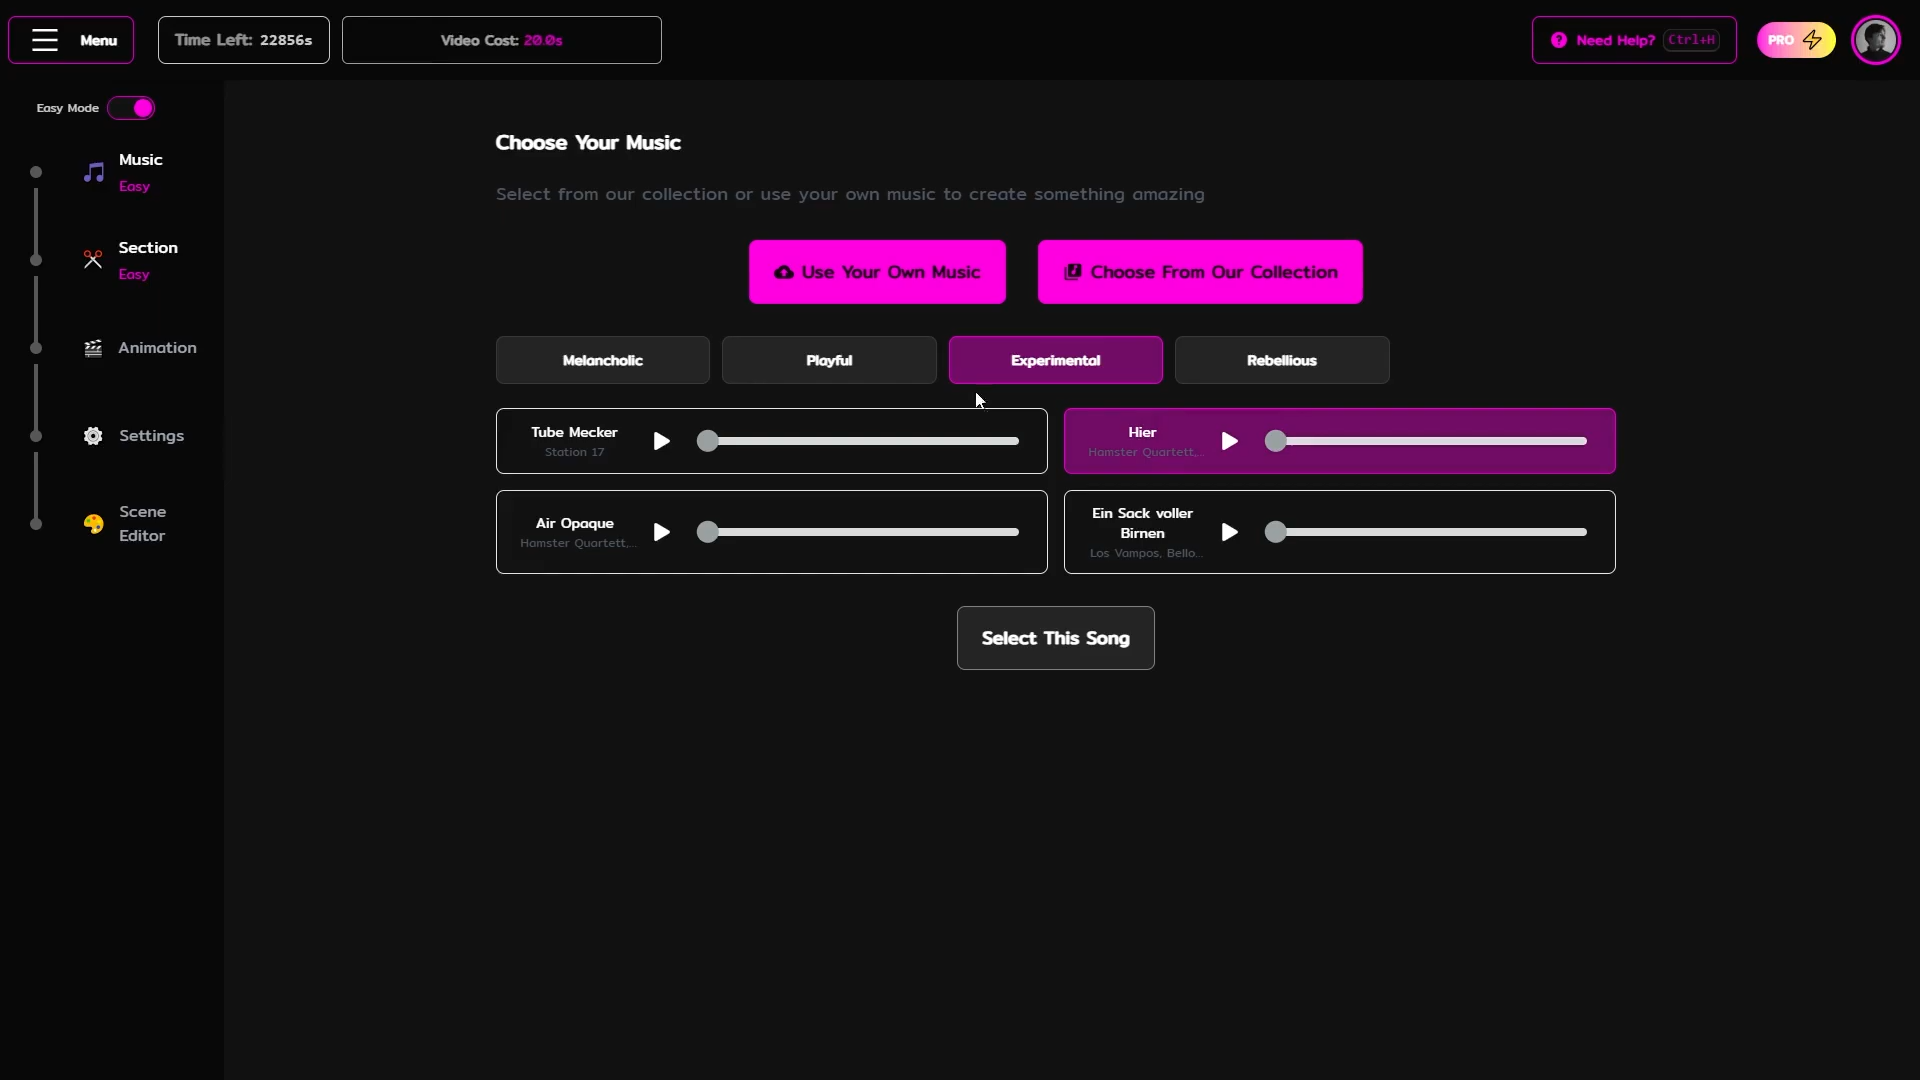 Menu
Time Left: 22856s
Video Cost: 20.0s
Need Help? Ctrl+H
PRO
Easy Mode
Music
Easy
Section
Easy
Animation
Settings
Scene
Editor
Choose Your Music
Select from our collection or use your own music to create something amazing
Use Your Own Music
Choose From Our Collection
Melancholic
Playful
Experimental
Rebellious
Tube Mecker
Station 17
Hier
Hamster Quartett,...
Air Opaque
Hamster Quartett,...
Ein Sack voller
Birnen
Los Vampos, Bello...
Select This Song